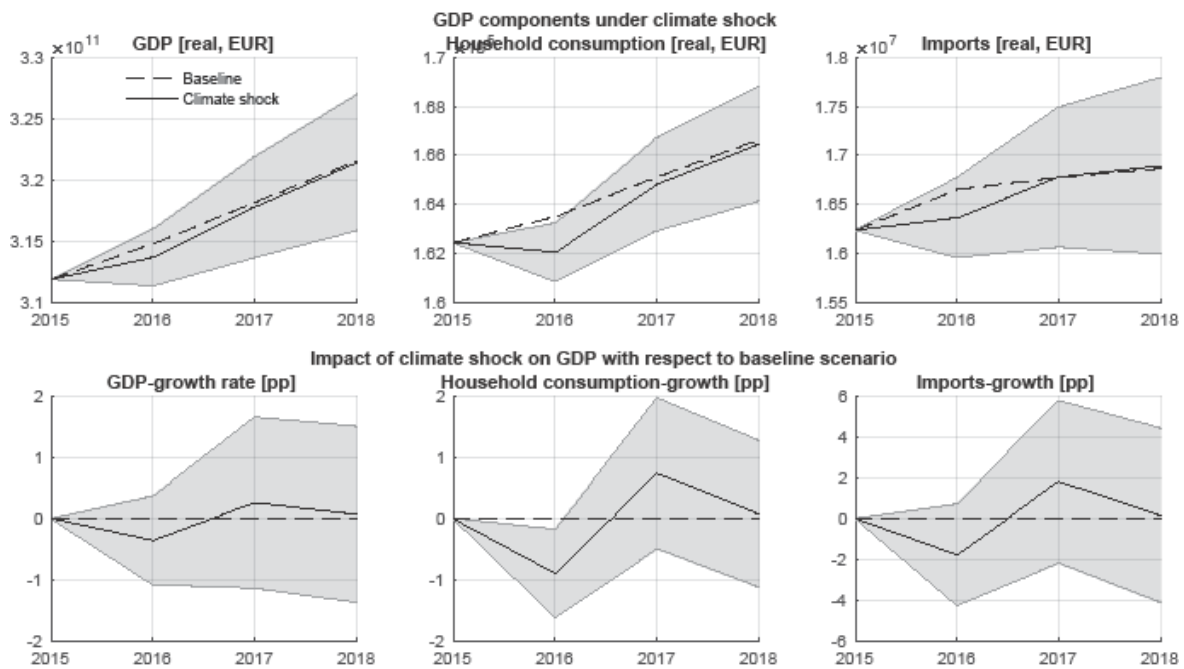 GDP components under climate shock
×10¹¹
GDP [real, EUR]
3.3
3.25
3.2
3.15
3.1
Baseline
Climate shock
2015 2016 2017 2018
Household consumption [real, EUR]
1.7
1.68
1.66
1.64
1.62
1.6
2015 2016 2017 2018
×10⁷
Imports [real, EUR]
1.8
1.75
1.7
1.65
1.6
1.55
2015 2016 2017 2018
Impact of climate shock on GDP with respect to baseline scenario
GDP-growth rate [pp]
2
1
0
-1
-2
2015 2016 2017 2018
Household consumption-growth [pp]
2
1
0
-1
-2
2015 2016 2017 2018
Imports-growth [pp]
6
4
2
0
-2
-4
-6
2015 2016 2017 2018